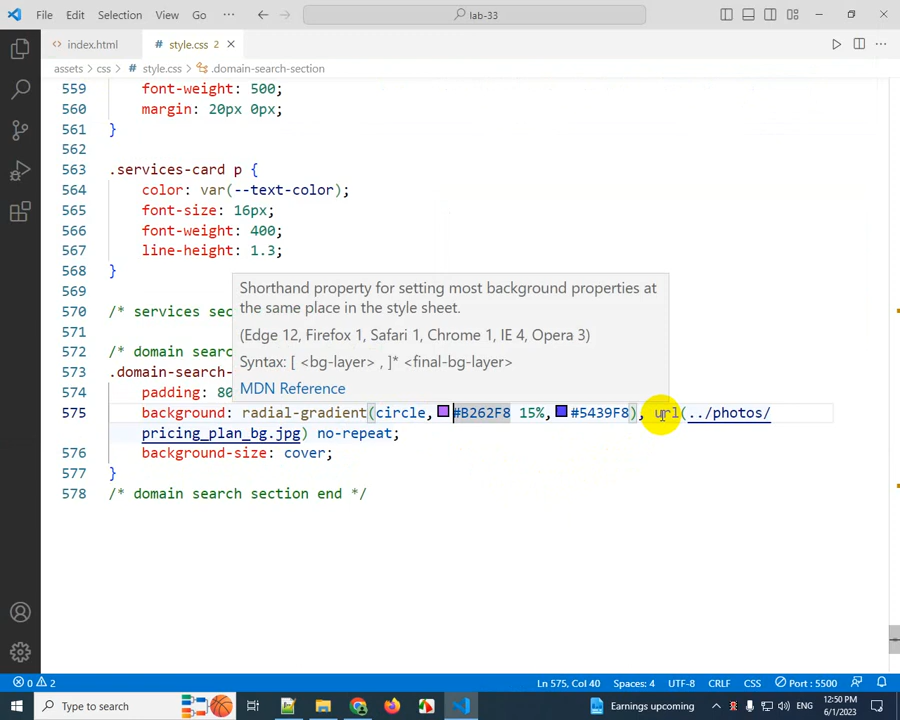 File Edit Selection View Go ··· lab-33
index.html style.css 2
assets > css > # style.css > .domain-search-section
559 font-weight: 500;
560 margin: 20px 0px;
561 }
562
563 .services-card p {
564 color: var(--text-color);
565 font-size: 16px;
566 font-weight: 400;
567 line-height: 1.3;
568 }
569
Shorthand property for setting most background properties at
the same place in the style sheet.
(Edge 12, Firefox 1, Safari 1, Chrome 1, IE 4, Opera 3)
Syntax: [ <bg-layer> , ]* <final-bg-layer>
MDN Reference
570 /* services sec
571
572 /* domain sear
573 .domain-search-
574 padding: 80
575 background: radial-gradient(circle, #B262F8 15%, #5439F8), url(../photos/
pricing_plan_bg.jpg) no-repeat;
576 background-size: cover;
577 }
578 /* domain search section end */
0 2 Ln 575, Col 40 Spaces: 4 UTF-8 CRLF CSS Port : 5500
Type here to search Earnings upcoming 12:50 PM
6/1/2023